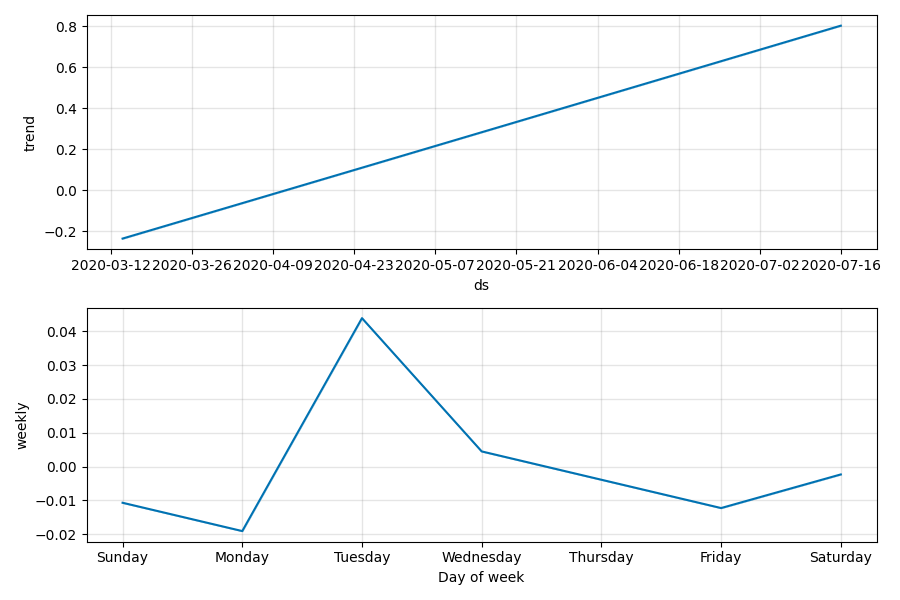 0.8
0.6
0.4
0.2
0.0
−0.2
trend
2020-03-12 2020-03-26 2020-04-09 2020-04-23 2020-05-07 2020-05-21 2020-06-04 2020-06-18 2020-07-02 2020-07-16
ds
0.04
0.03
0.02
0.01
0.00
−0.01
−0.02
weekly
Sunday Monday Tuesday Wednesday Thursday Friday Saturday
Day of week